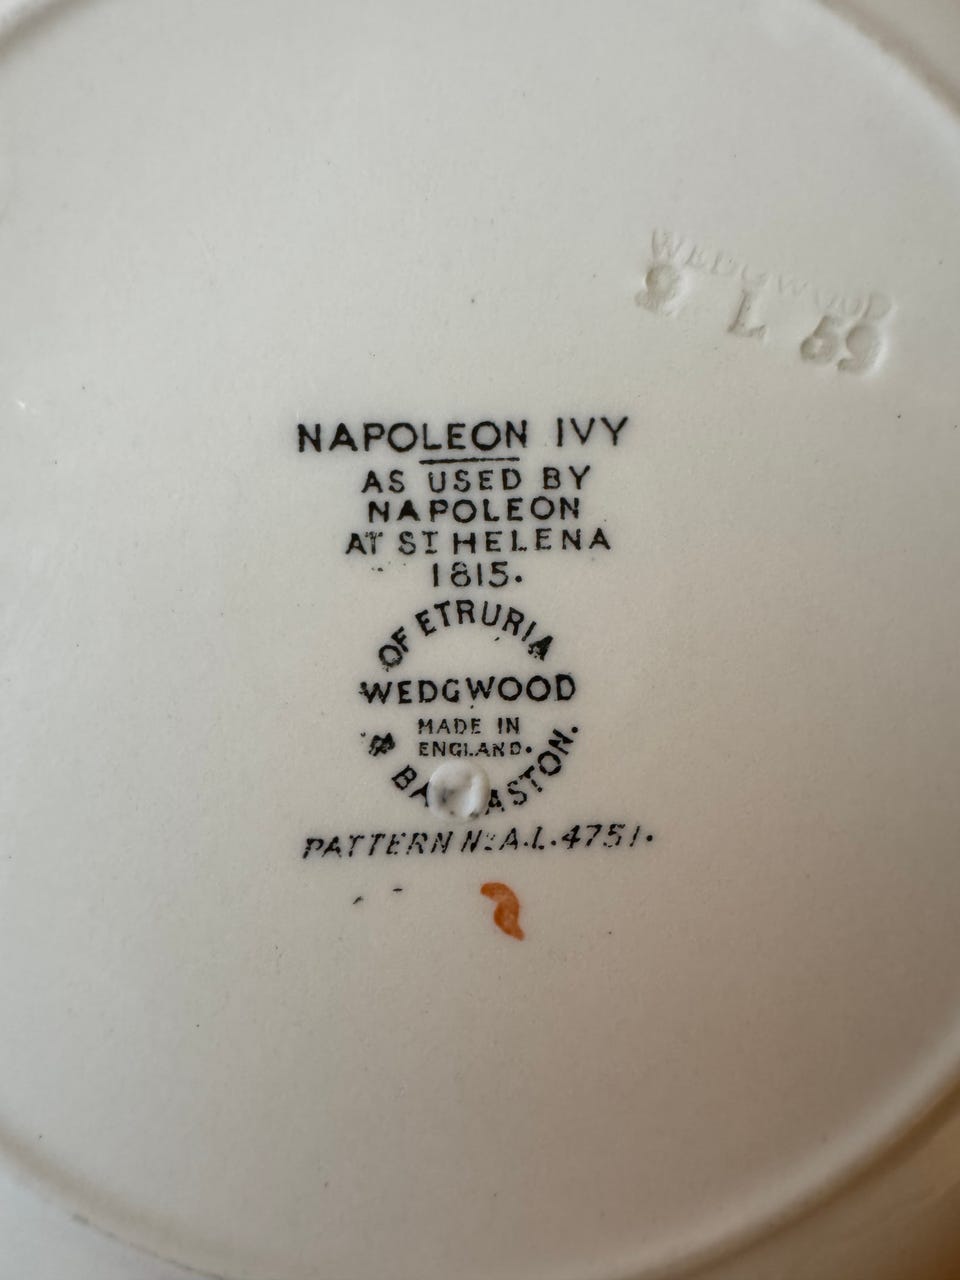 WEDGWOOD
2 L 59
NAPOLEON IVY
AS USED BY
NAPOLEON
AT ST HELENA
1815.
OF ETRURIA
WEDGWOOD
MADE IN
ENGLAND.
&
PATTERN No A.L.4751.